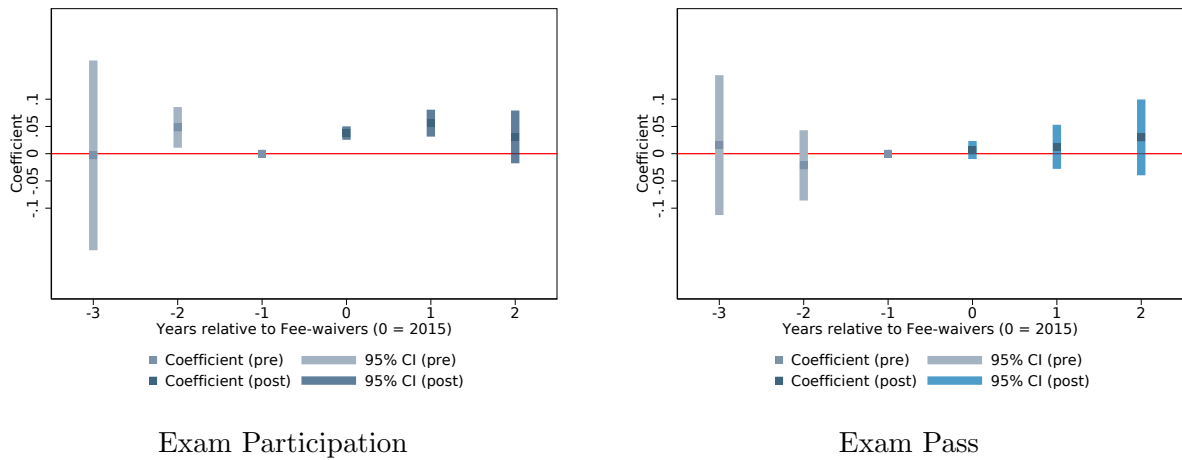 Coefficient
.1
.05
0
-.05
-.1
-3 -2 -1 0 1 2
Years relative to Fee-waivers (0 = 2015)
Coefficient (pre) 95% CI (pre)
Coefficient (post) 95% CI (post)
Exam Participation
Coefficient
.1
.05
0
-.05
-.1
-3 -2 -1 0 1 2
Years relative to Fee-waivers (0 = 2015)
Coefficient (pre) 95% CI (pre)
Coefficient (post) 95% CI (post)
Exam Pass